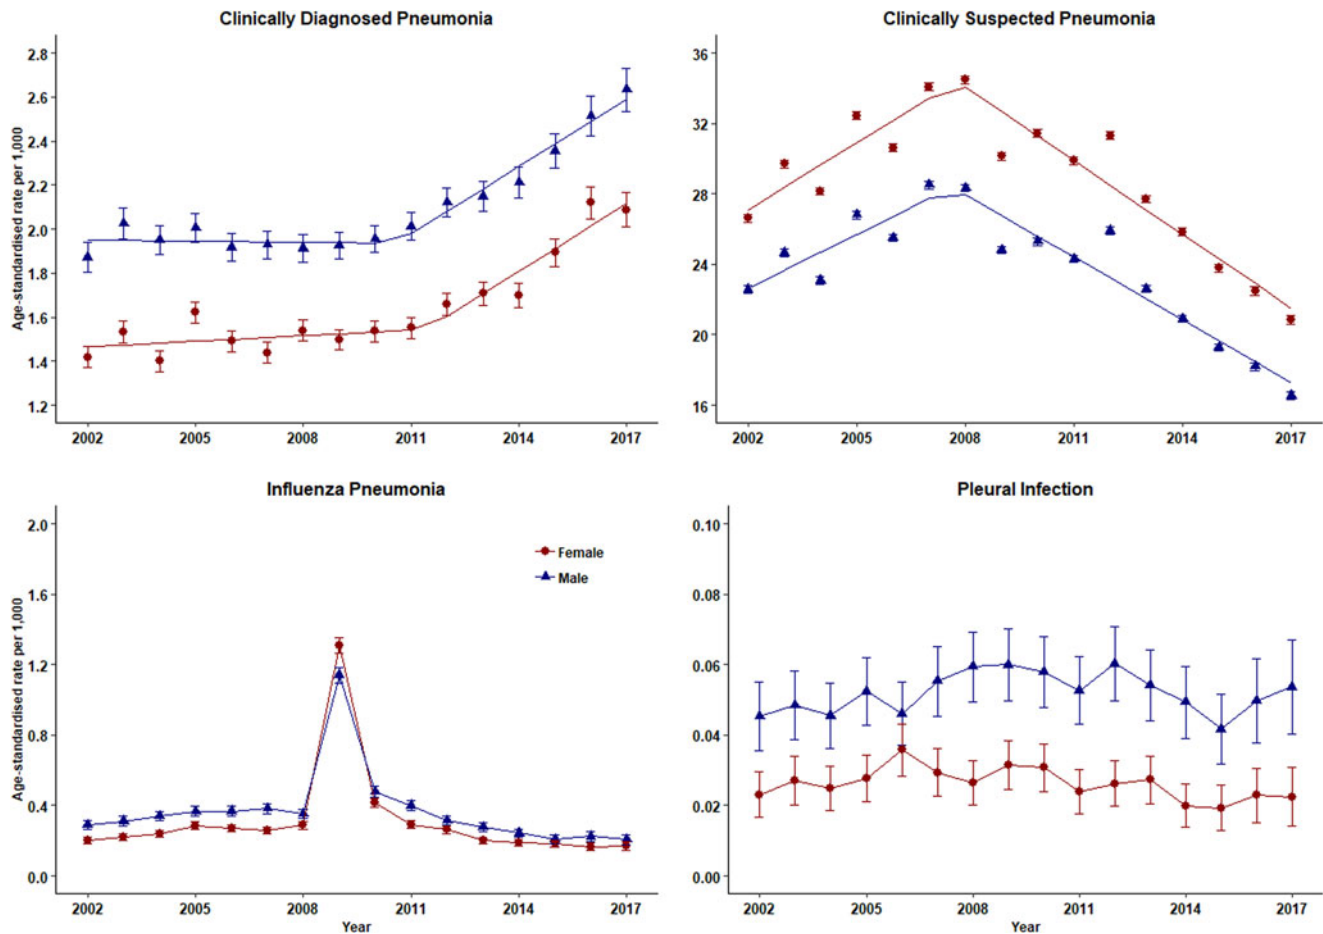 Clinically Diagnosed Pneumonia
Age-standardised rate per 1,000
2.8
2.6
2.4
2.2
2.0
1.8
1.6
1.4
1.2
2002 2005 2008 2011 2014 2017
Clinically Suspected Pneumonia
36
32
28
24
20
16
2002 2005 2008 2011 2014 2017
Influenza Pneumonia
Age-standardised rate per 1,000
2.0
1.6
1.2
0.8
0.4
0.0
Female
Male
2002 2005 2008 2011 2014 2017
Year
Pleural Infection
0.10
0.08
0.06
0.04
0.02
0.00
2002 2005 2008 2011 2014 2017
Year